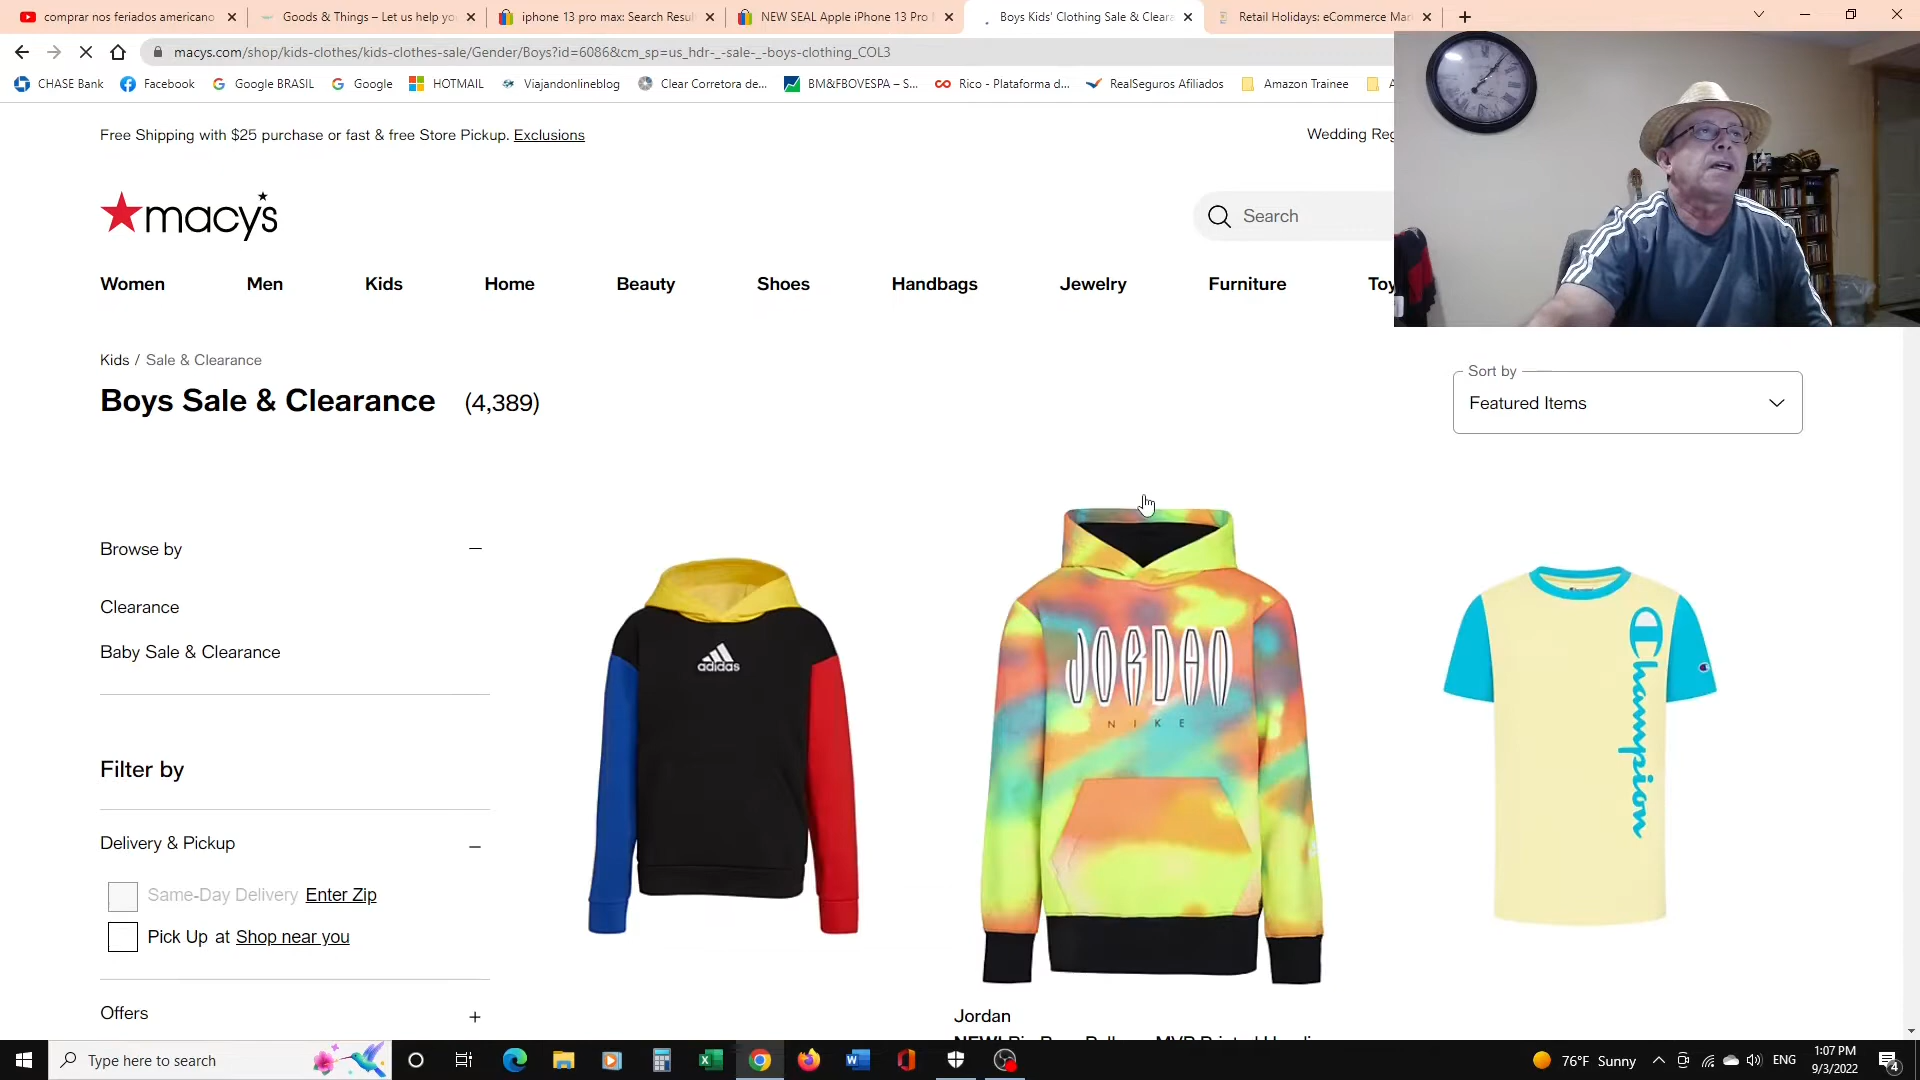 comprar nos feriados americano
Goods & Things – Let us help yo
iphone 13 pro max: Search Resul
NEW SEAL Apple iPhone 13 Pro
Boys Kids' Clothing Sale & Cleara
Retail Holidays: eCommerce Mar
macys.com/shop/kids-clothes/kids-clothes-sale/Gender/Boys?id=6086&cm_sp=us_hdr-_-sale-_-boys-clothing_COL3
CHASE Bank
Facebook
Google BRASIL
Google
HOTMAIL
Viajandonlineblog
Clear Corretora de...
BM&FBOVESPA – S...
Rico - Plataforma d...
RealSeguros Afiliados
Amazon Trainee
A
Free Shipping with $25 purchase or fast & free Store Pickup. Exclusions
Wedding Reg
macy's
Search
Women
Men
Kids
Home
Beauty
Shoes
Handbags
Jewelry
Furniture
Toy
Kids / Sale & Clearance
Boys Sale & Clearance (4,389)
Sort by
Featured Items
Browse by
Clearance
Baby Sale & Clearance
Filter by
Delivery & Pickup
Same-Day Delivery Enter Zip
Pick Up at Shop near you
Offers
adidas
JORDAN
NIKE
Champion
Jordan
Type here to search
76°F Sunny
ENG
1:07 PM
9/3/2022
4